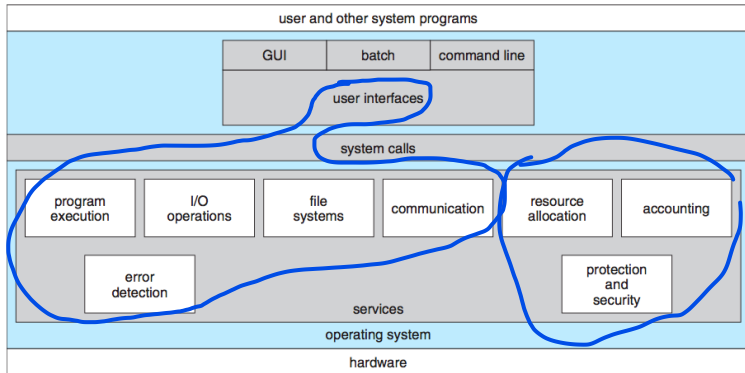 user and other system programs
GUI batch command line
user interfaces
system calls
program execution
I/O operations
file systems
communication
resource allocation
accounting
error detection
protection and security
services
operating system
hardware